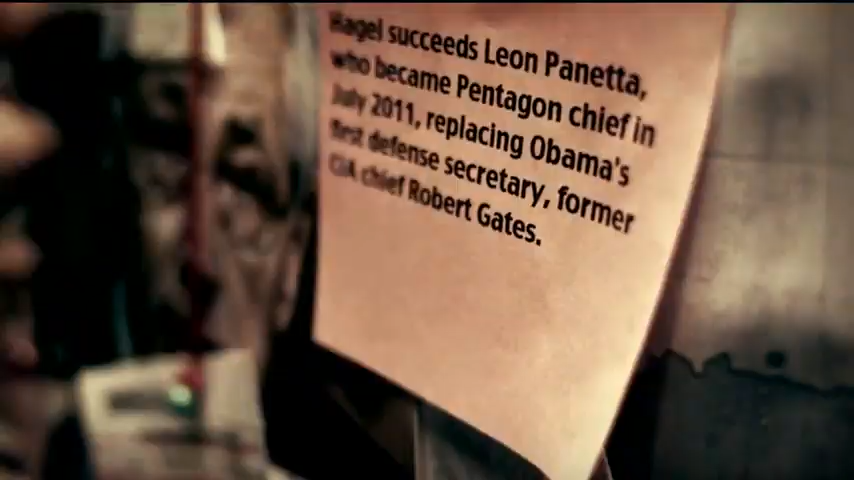 Hagel succeeds Leon Panetta,
who became Pentagon chief in
July 2011, replacing Obama's
first defense secretary, former
CIA chief Robert Gates.